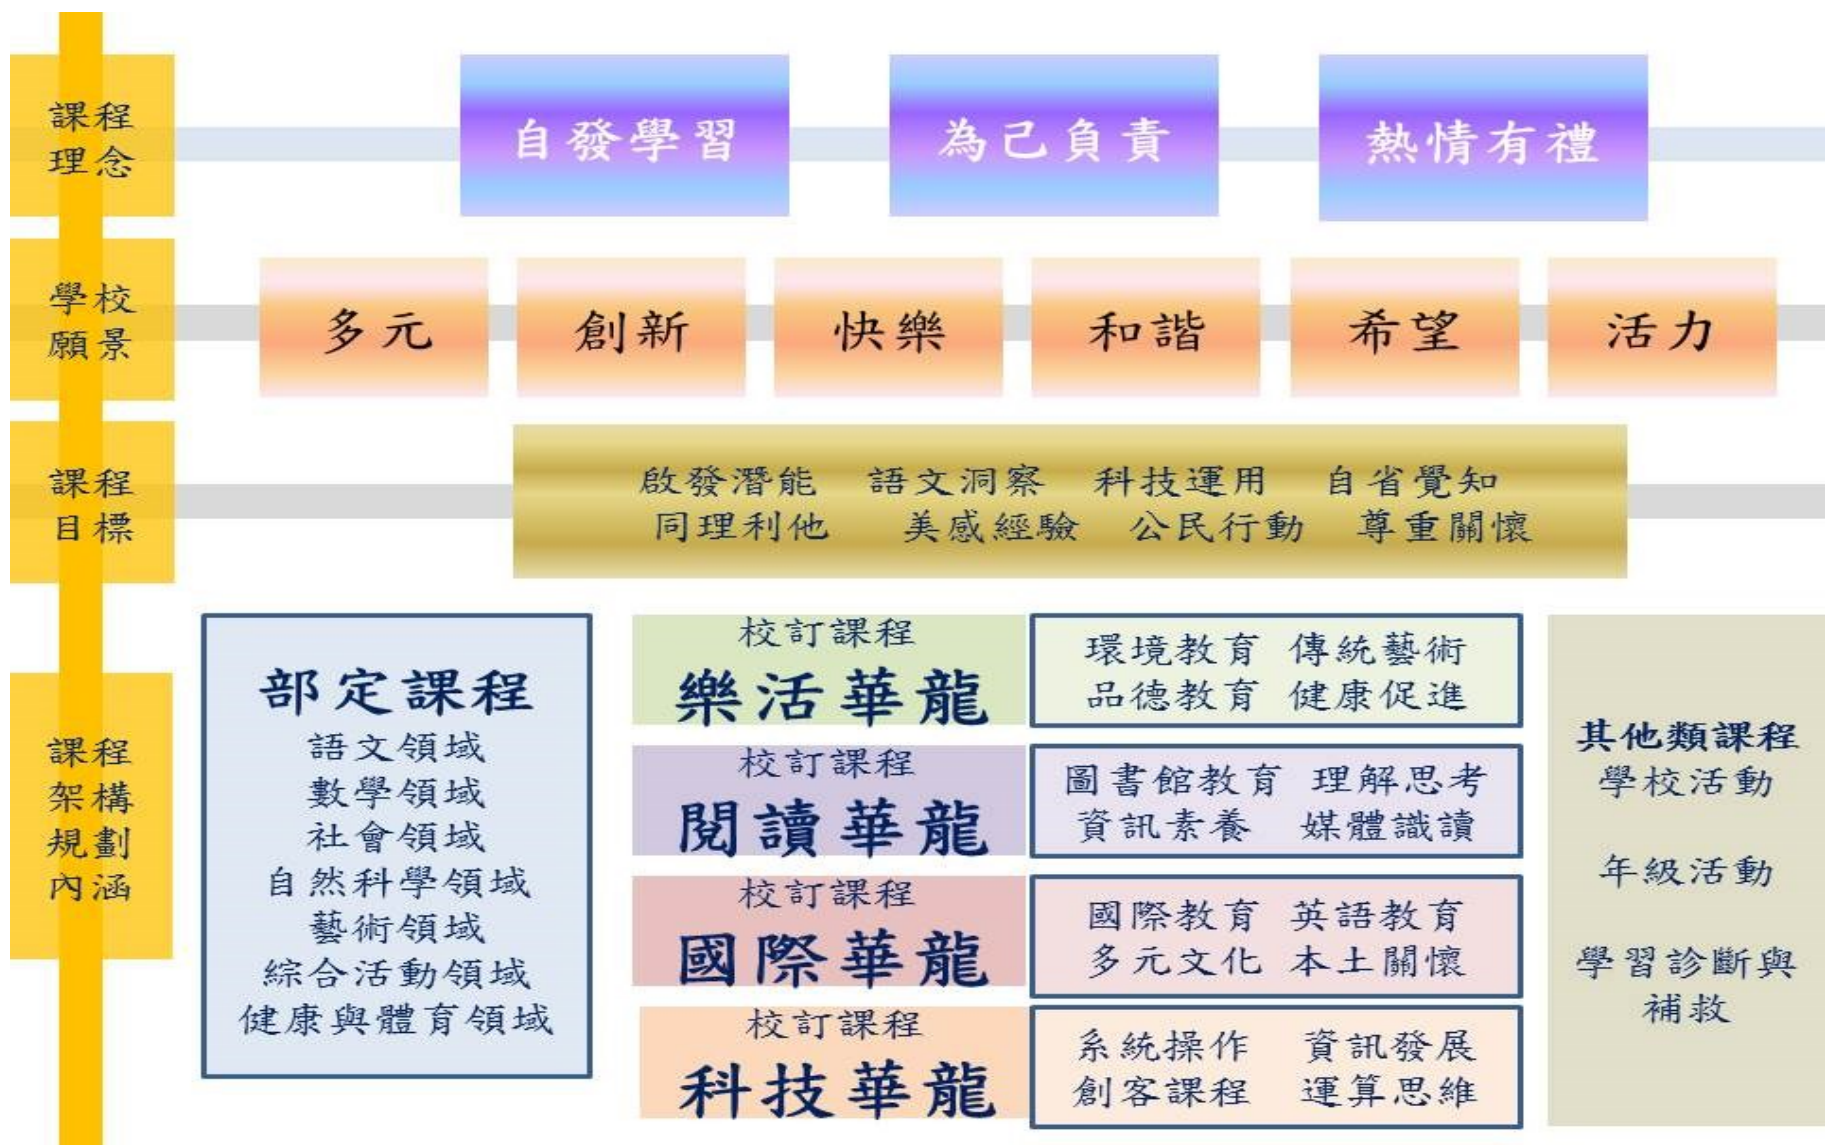 課程
理念
自發學習
為己負責
熱情有禮
學校
願景
多元
創新
快樂
和諧
希望
活力
課程
目標
啟發潛能 語文洞察 科技運用 自省覺知
同理利他 美感經驗 公民行動 尊重關懷
課程
架構
規劃
內涵
部定課程
語文領域
數學領域
社會領域
自然科學領域
藝術領域
綜合活動領域
健康與體育領域
校訂課程
樂活華龍
環境教育 傳統藝術
品德教育 健康促進
校訂課程
閱讀華龍
圖書館教育 理解思考
資訊素養 媒體識讀
校訂課程
國際華龍
國際教育 英語教育
多元文化 本土關懷
校訂課程
科技華龍
系統操作 資訊發展
創客課程 運算思維
其他類課程
學校活動
年級活動
學習診斷與
補救